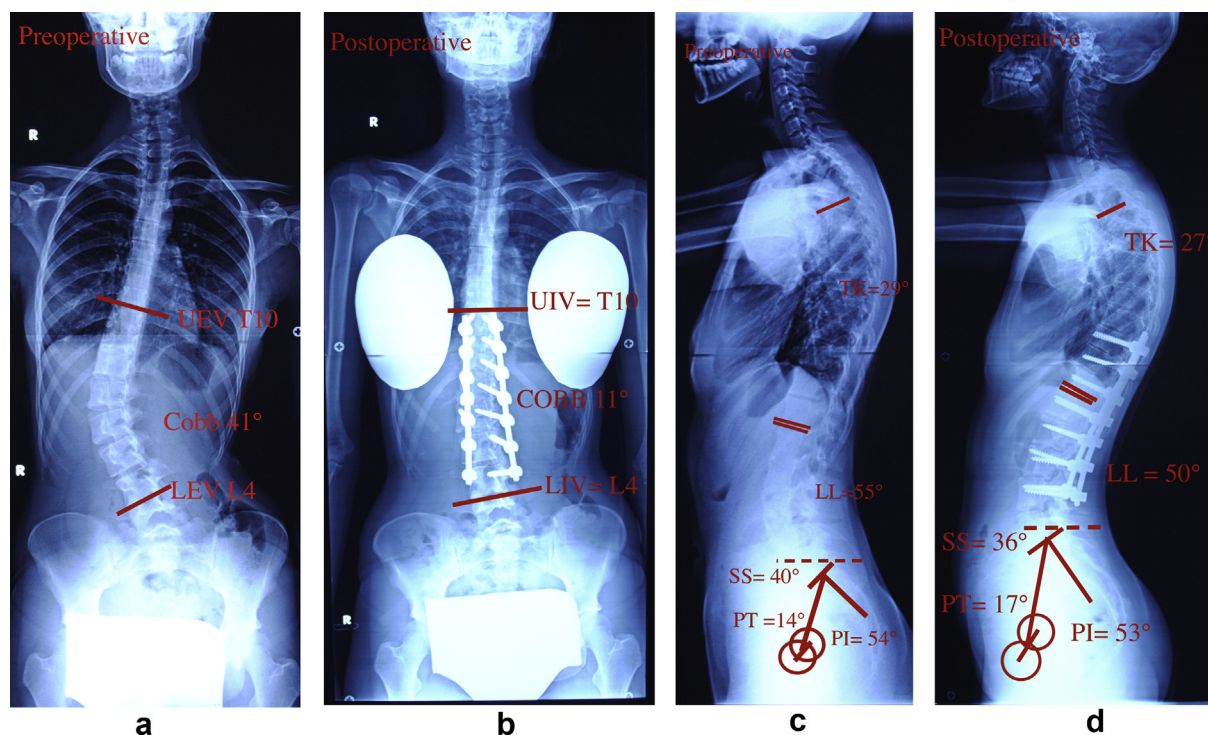 Preoperative
R
UEV T10
Cobb 41°
R
LEV L4
a
Postoperative
R
UIV= T10
COBB 11°
LIV= L4
R
b
Preoperative
TK=29°
LL=55°
SS= 40°
PT =14°
PI= 54°
c
Postoperative
TK= 27°
LL = 50°
SS= 36°
PT= 17°
PI= 53°
d